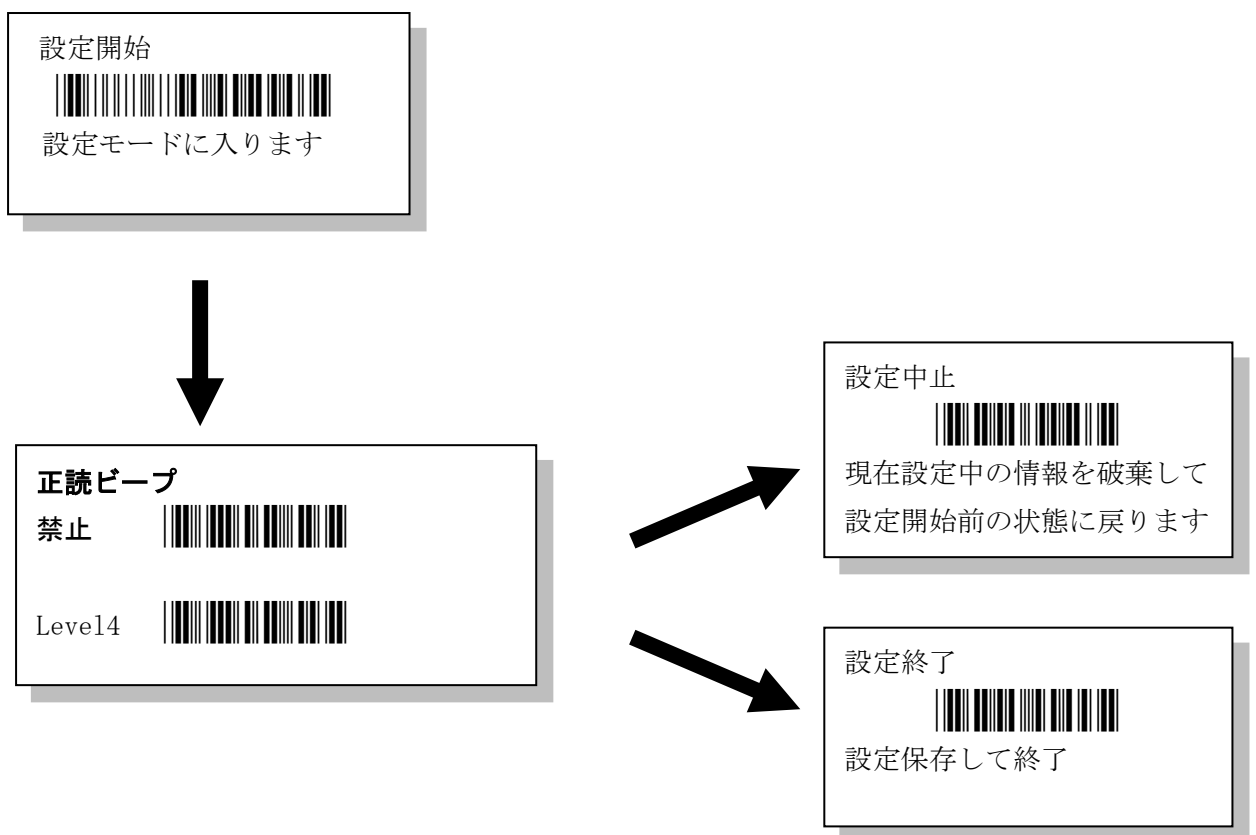 設定開始
設定モードに入ります
正読ビープ
禁止
Level4
設定中止
現在設定中の情報を破棄して
設定開始前の状態に戻ります
設定終了
設定保存して終了